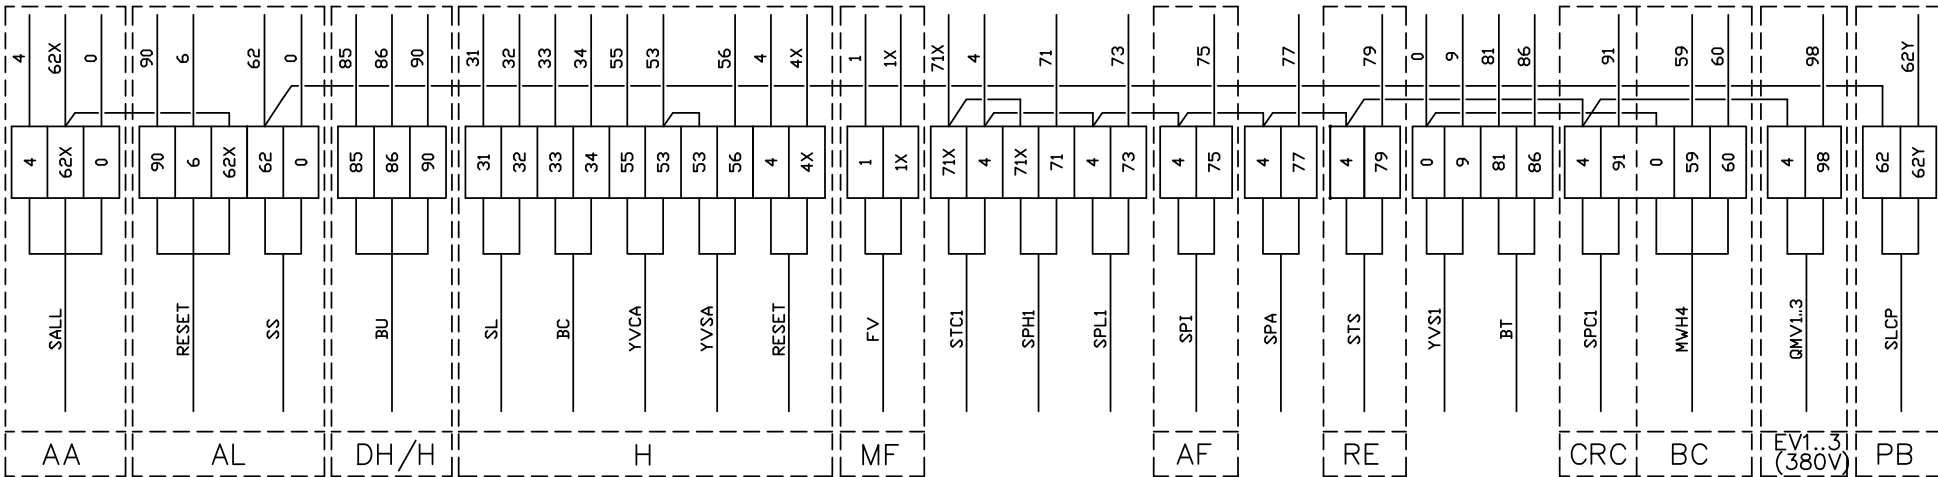 4 62X 0 90 6 62 0 85 86 90 31 32 33 34 55 53 56 4 4X 1 1X 71X 4 71 73 75 77 79 0 9 81 86 91 59 60 98 62Y
4 62X 0 90 6 62X 62 0 85 86 90 31 32 33 34 55 53 53 56 4 4X 1 1X 71X 4 71X 71 4 73 4 75 4 77 4 79 0 9 81 86 4 91 0 59 60 4 98 62 62Y
SALL RESET SS BU SL BC YVCA YVSA RESET FV STC1 SPH1 SPL1 SPI SPA STS YVS1 BT SPC1 MWH4 QMV1..3 SLCP
AA AL DH/H H MF AF RE CRC BC EV1..3 PB
(380V)